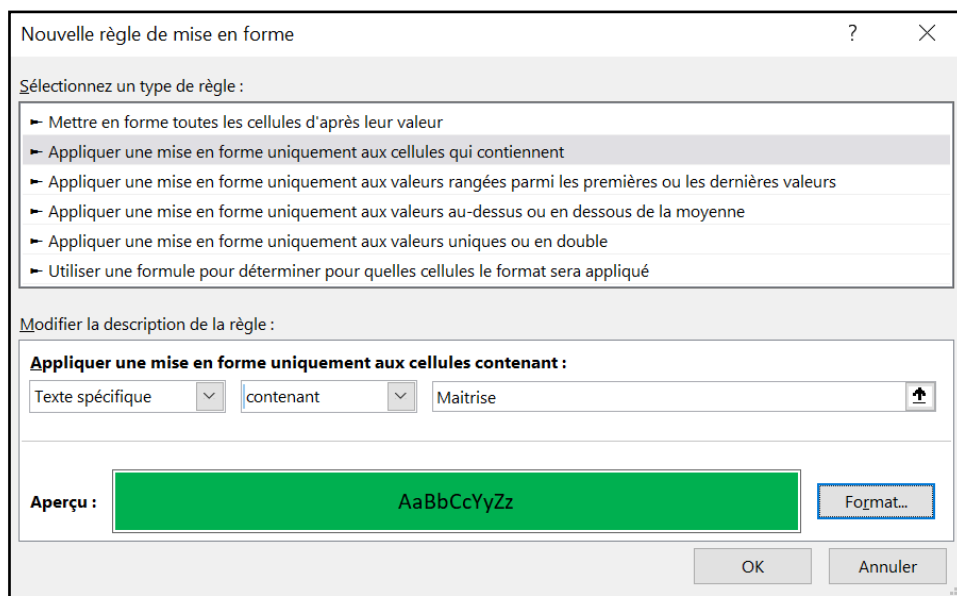 Nouvelle règle de mise en forme ?
Sélectionnez un type de règle :
► Mettre en forme toutes les cellules d'après leur valeur
► Appliquer une mise en forme uniquement aux cellules qui contiennent
► Appliquer une mise en forme uniquement aux valeurs rangées parmi les premières ou les dernières valeurs
► Appliquer une mise en forme uniquement aux valeurs au-dessus ou en dessous de la moyenne
► Appliquer une mise en forme uniquement aux valeurs uniques ou en double
► Utiliser une formule pour déterminer pour quelles cellules le format sera appliqué
Modifier la description de la règle :
Appliquer une mise en forme uniquement aux cellules contenant :
Texte spécifique contenant Maitrise
Aperçu : AaBbCcYyZz Format...
OK Annuler